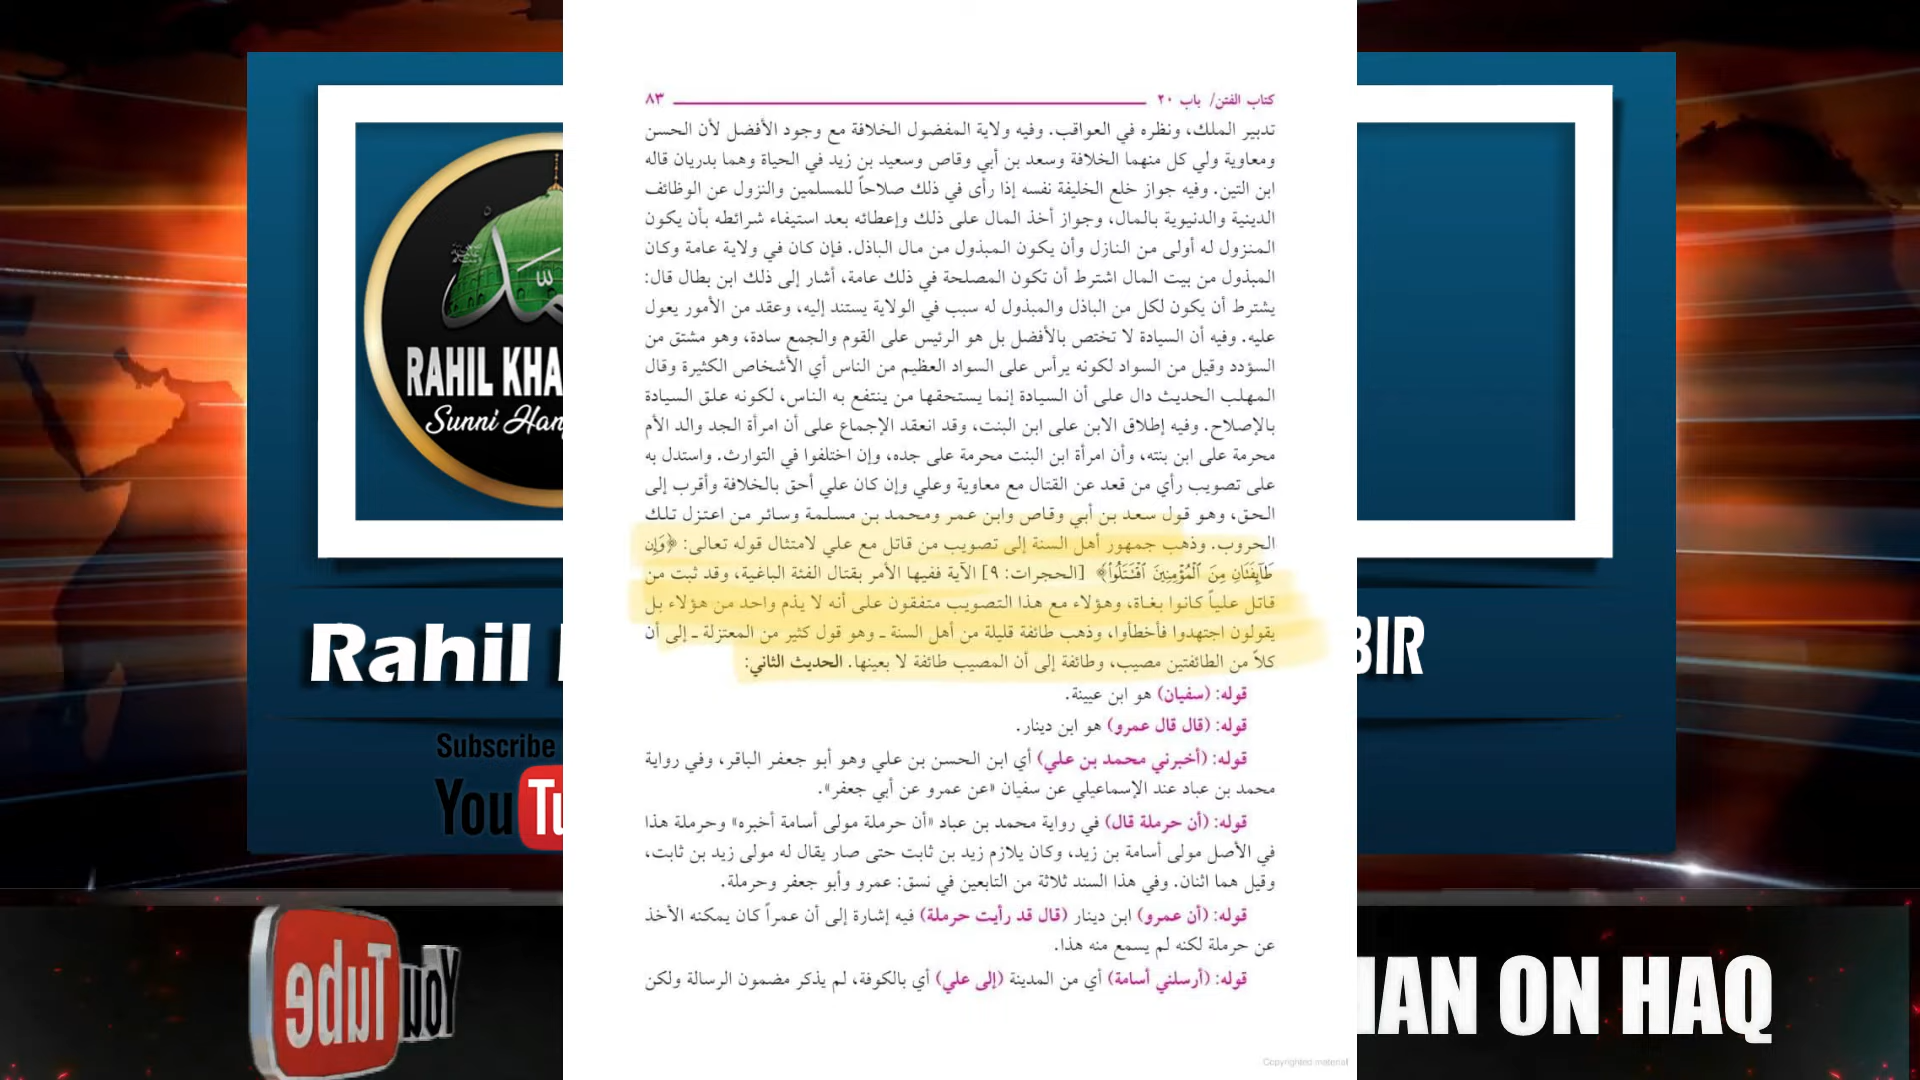 كتاب الفتن/ باب ٢٠
٨٣
تدبير الملك، ونظره في العواقب. وفيه ولاية المفضول الخلافة مع وجود الأفضل لأن الحسن
ومعاوية ولي كل منهما الخلافة وسعد بن أبي وقاص وسعيد بن زيد في الحياة وهما بدريان قاله
ابن التين. وفيه جواز خلع الخليفة نفسه إذا رأى في ذلك صلاحاً للمسلمين والنزول عن الوظائف
الدينية والدنيوية بالمال، وجواز أخذ المال على ذلك وإعطائه بعد استيفاء شرائطه بأن يكون
المنزول له أولى من النازل وأن يكون المبذول من مال الباذل. فإن كان في ولاية عامة وكان
المبذول من بيت المال اشترط أن تكون المصلحة في ذلك عامة، أشار إلى ذلك ابن بطال قال:
يشترط أن يكون لكل من الباذل والمبذول له سبب في الولاية يستند إليه، وعقد من الأمور يعول
عليه. وفيه أن السيادة لا تختص بالأفضل بل هو الرئيس على القوم والجمع سادة، وهو مشتق من
السؤدد وقيل من السواد لكونه يرأس على السواد العظيم من الناس أي الأشخاص الكثيرة وقال
المهلب الحديث دال على أن السيادة إنما يستحقها من ينتفع به الناس، لكونه علق السيادة
بالإصلاح. وفيه إطلاق الابن على ابن البنت، وقد انعقد الإجماع على أن امرأة الجد والد الأم
محرمة على ابن بنته، وأن امرأة ابن البنت محرمة على جده، وإن اختلفوا في التوارث. واستدل به
على تصويب رأي من قعد عن القتال مع معاوية وعلي وإن كان علي أحق بالخلافة وأقرب إلى
الحق، وهو قول سعد بن أبي وقاص وابن عمر ومحمد بن مسلمة وسائر من اعتزل تلك
الحروب. وذهب جمهور أهل السنة إلى تصويب من قاتل مع علي لامتثال قوله تعالى: ﴿وَإِن
طَآئِفَتَانِ مِنَ ٱلْمُؤْمِنِينَ ٱقْتَتَلُواْ﴾ [الحجرات: ٩] الآية ففيها الأمر بقتال الفئة الباغية، وقد ثبت من
قاتل علياً كانوا بغاة، وهؤلاء مع هذا التصويب متفقون على أنه لا يذم واحد من هؤلاء بل
يقولون اجتهدوا فأخطأوا، وذهب طائفة قليلة من أهل السنة ـ وهو قول كثير من المعتزلة ـ إلى أن
كلاً من الطائفتين مصيب، وطائفة إلى أن المصيب طائفة لا بعينها. الحديث الثاني:
قوله: (سفيان) هو ابن عيينة.
قوله: (قال قال عمرو) هو ابن دينار.
قوله: (أخبرني محمد بن علي) أي ابن الحسن بن علي وهو أبو جعفر الباقر، وفي رواية
محمد بن عباد عند الإسماعيلي عن سفيان «عن عمرو عن أبي جعفر».
قوله: (أن حرملة قال) في رواية محمد بن عباد «أن حرملة مولى أسامة أخبره» وحرملة هذا
في الأصل مولى أسامة بن زيد، وكان يلازم زيد بن ثابت حتى صار يقال له مولى زيد بن ثابت،
وقيل هما اثنان. وفي هذا السند ثلاثة من التابعين في نسق: عمرو وأبو جعفر وحرملة.
قوله: (أن عمرو) ابن دينار (قال قد رأيت حرملة) فيه إشارة إلى أن عمراً كان يمكنه الأخذ
عن حرملة لكنه لم يسمع منه هذا.
قوله: (أرسلني أسامة) أي من المدينة (إلى علي) أي بالكوفة، لم يذكر مضمون الرسالة ولكن
Copyrighted material
محمد
RAHIL KHA
Sunni Han
Rahil
BIR
Subscribe
You Tu
YouTube
MAN ON HAQ